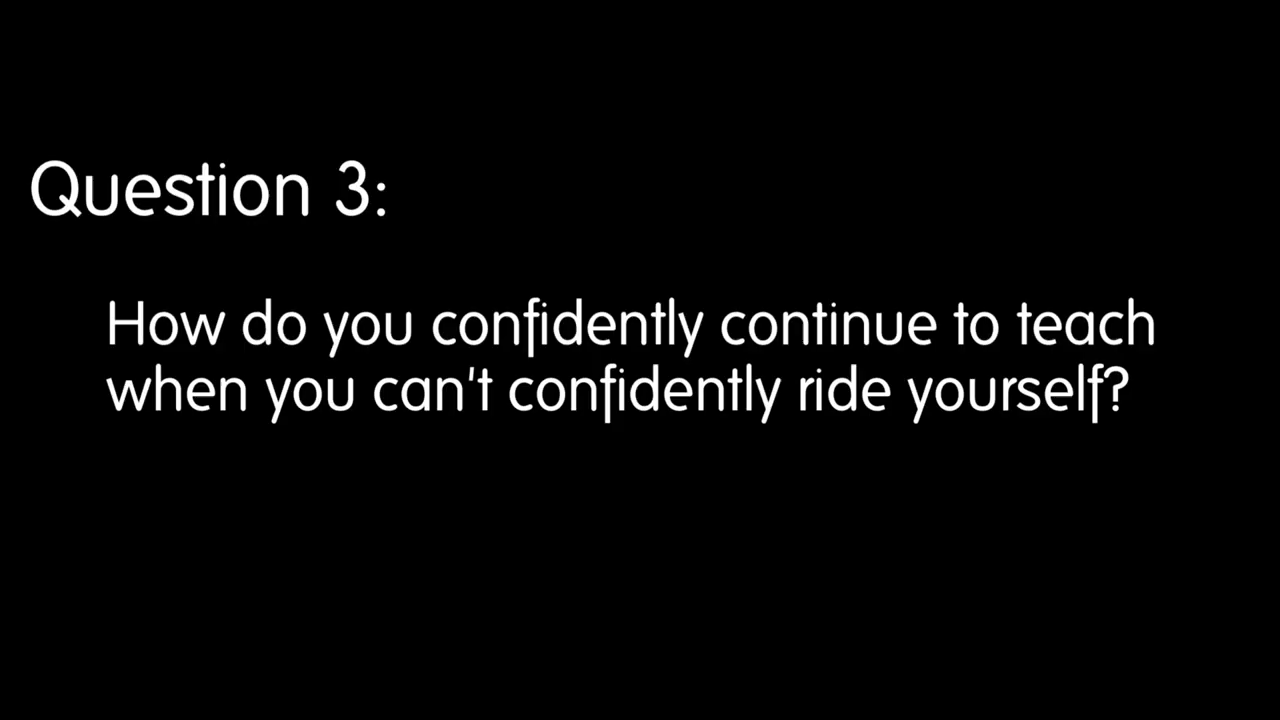 Question 3:
How do you confidently continue to teach
when you can't confidently ride yourself?